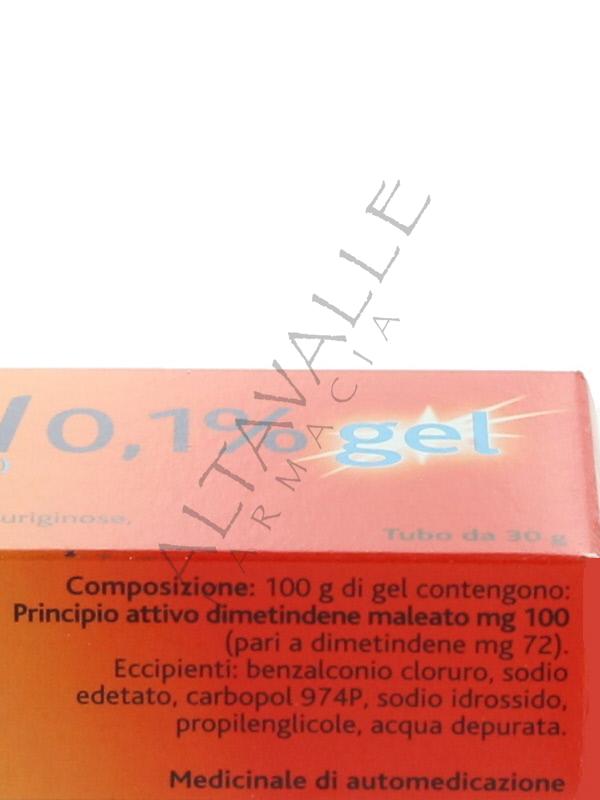 ALTAVALLE
FARMACIA
0,1% gel
uriginose,
Tubo da 30 g
Composizione: 100 g di gel contengono:
Principio attivo dimetindene maleato mg 100
(pari a dimetindene mg 72).
Eccipienti: benzalconio cloruro, sodio
edetato, carbopol 974P, sodio idrossido,
propilenglicole, acqua depurata.
Medicinale di automedicazione